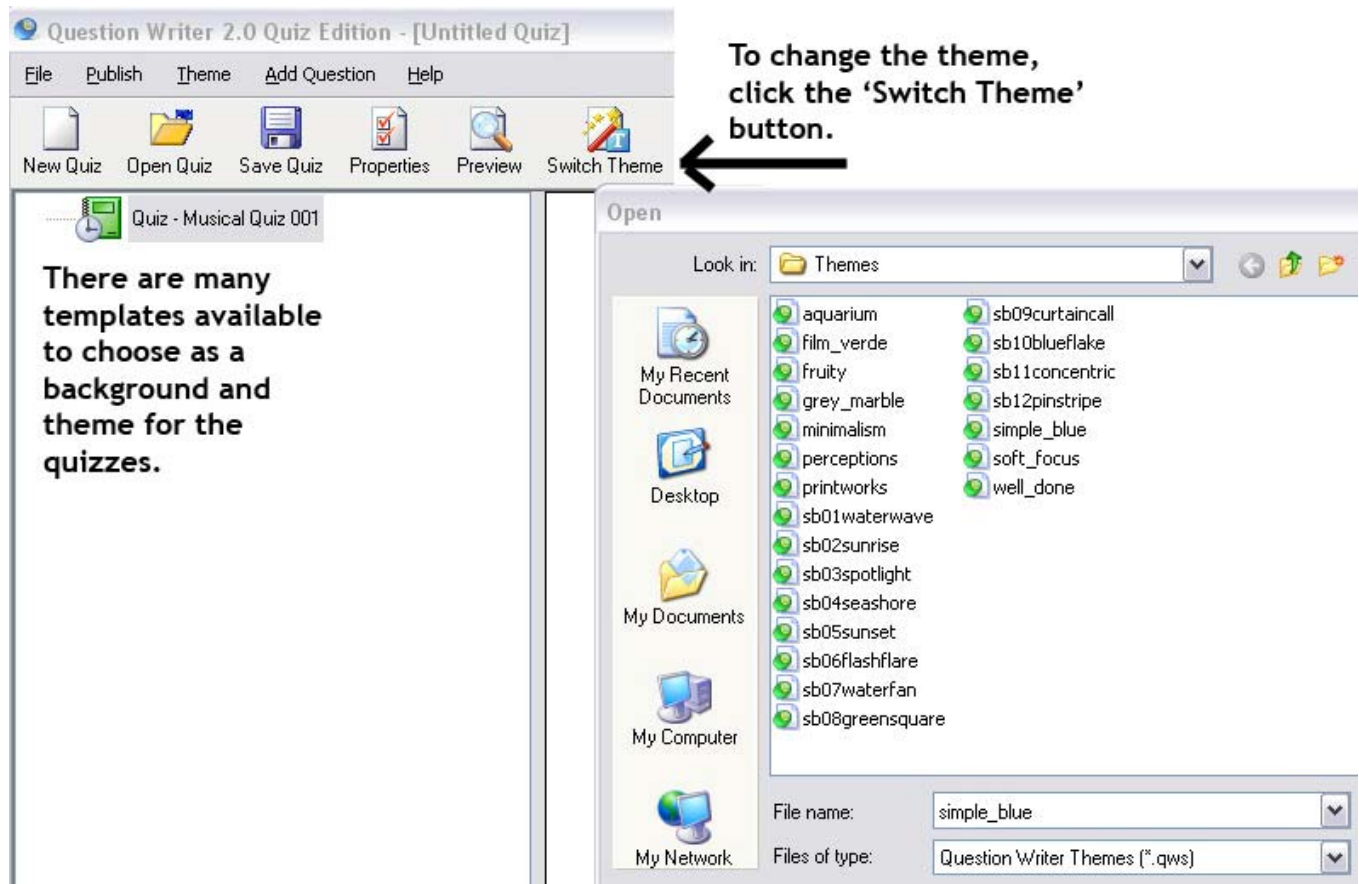 Question Writer 2.0 Quiz Edition - [Untitled Quiz]
File Publish Theme Add Question Help
New Quiz Open Quiz Save Quiz Properties Preview Switch Theme
To change the theme,
click the ‘Switch Theme’
button.
Quiz - Musical Quiz 001
There are many
templates available
to choose as a
background and
theme for the
quizzes.
Open
Look in: Themes
My Recent
Documents
Desktop
My Documents
My Computer
My Network
aquarium
film_verde
fruity
grey_marble
minimalism
perceptions
printworks
sb01waterwave
sb02sunrise
sb03spotlight
sb04seashore
sb05sunset
sb06flashflare
sb07waterfan
sb08greensquare
sb09curtaincall
sb10blueflake
sb11concentric
sb12pinstripe
simple_blue
soft_focus
well_done
File name: simple_blue
Files of type: Question Writer Themes (*.qws)